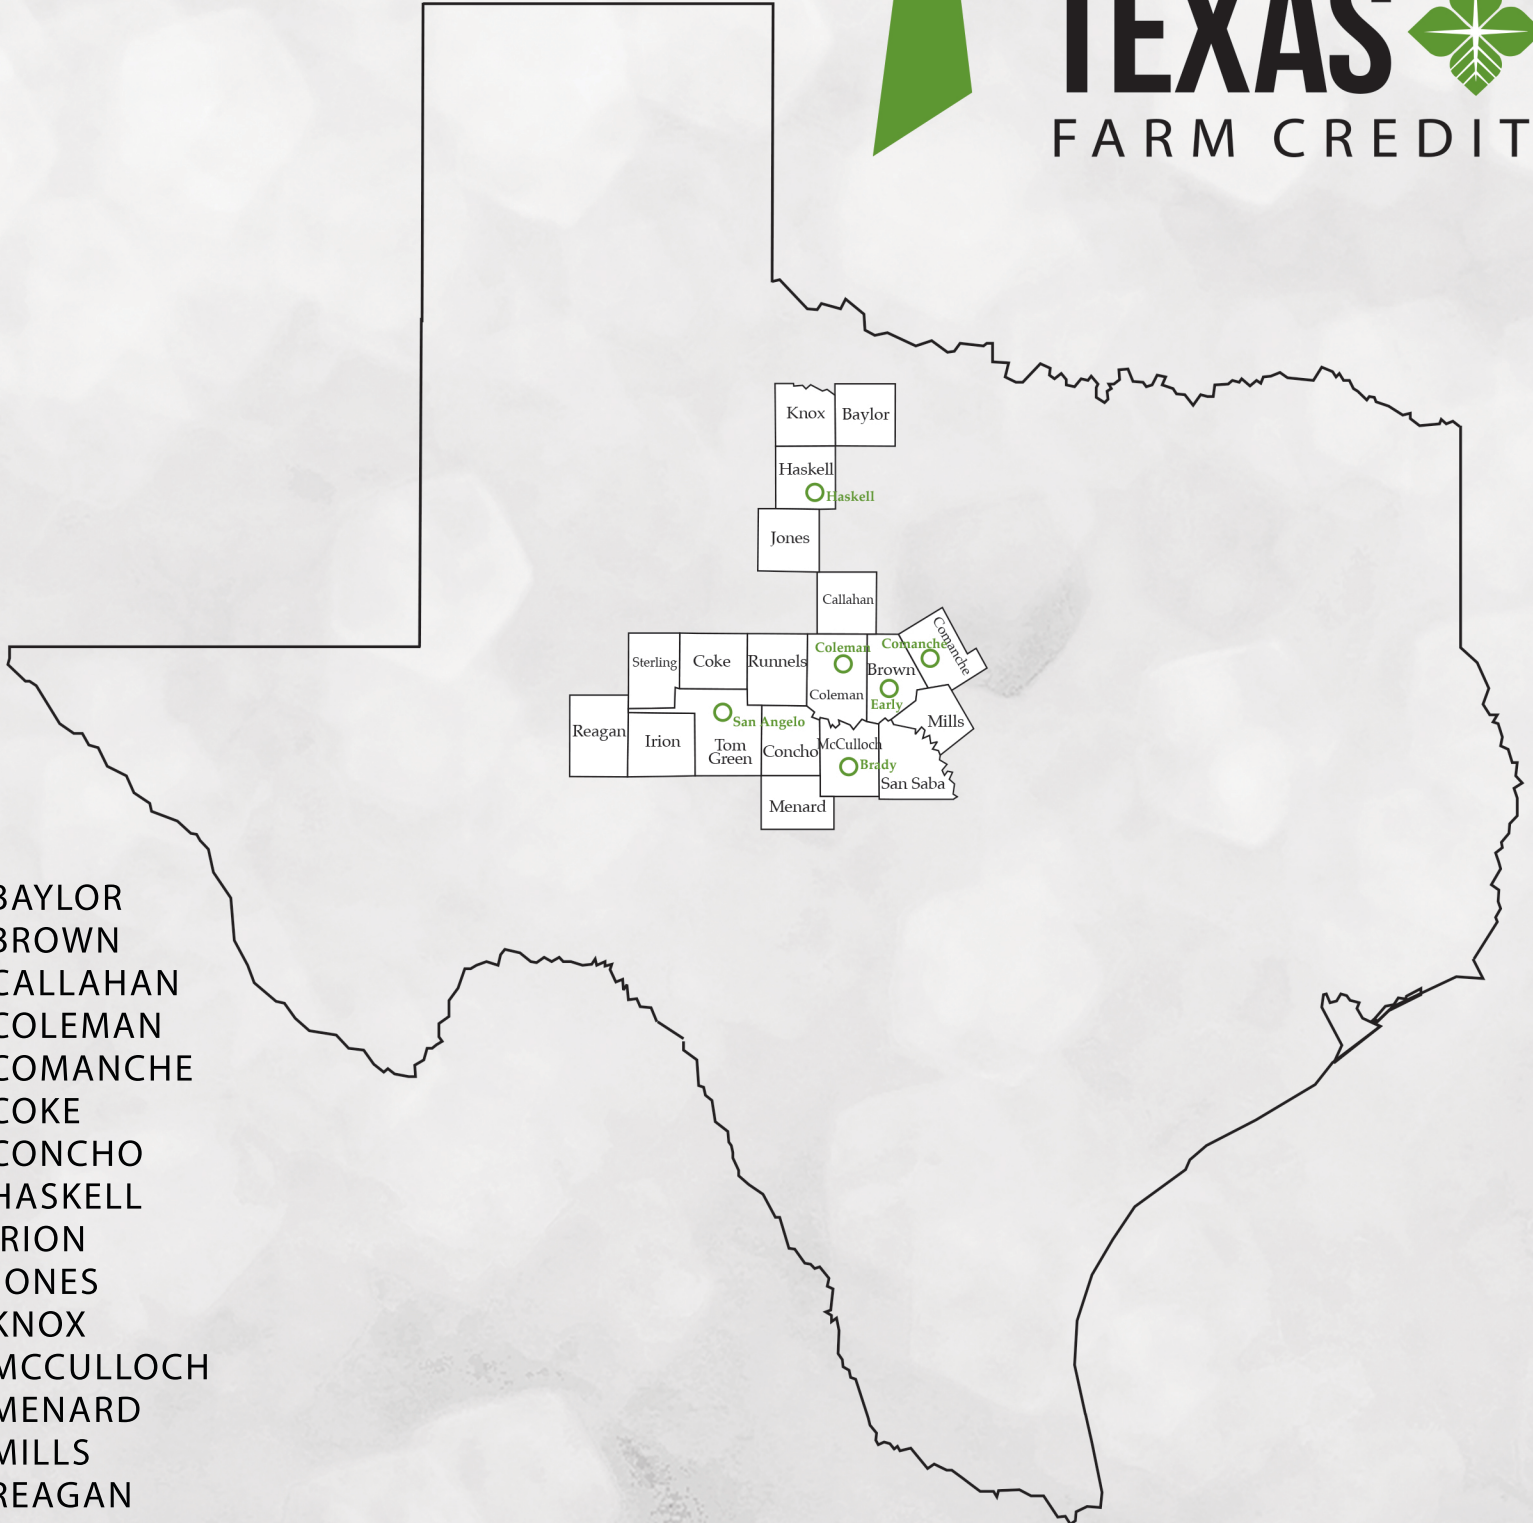 TEXAS
FARM CREDIT
Knox
Baylor
Haskell
Haskell
Jones
Callahan
Comanche
Comanche
Coleman
Sterling
Coke
Runnels
Brown
Coleman
Early
San Angelo
Mills
Reagan
Irion
Tom
Green
Concho
McCulloch
Brady
San Saba
Menard
BAYLOR
BROWN
CALLAHAN
COLEMAN
COMANCHE
COKE
CONCHO
HASKELL
IRION
JONES
KNOX
MCCULLOCH
MENARD
MILLS
REAGAN